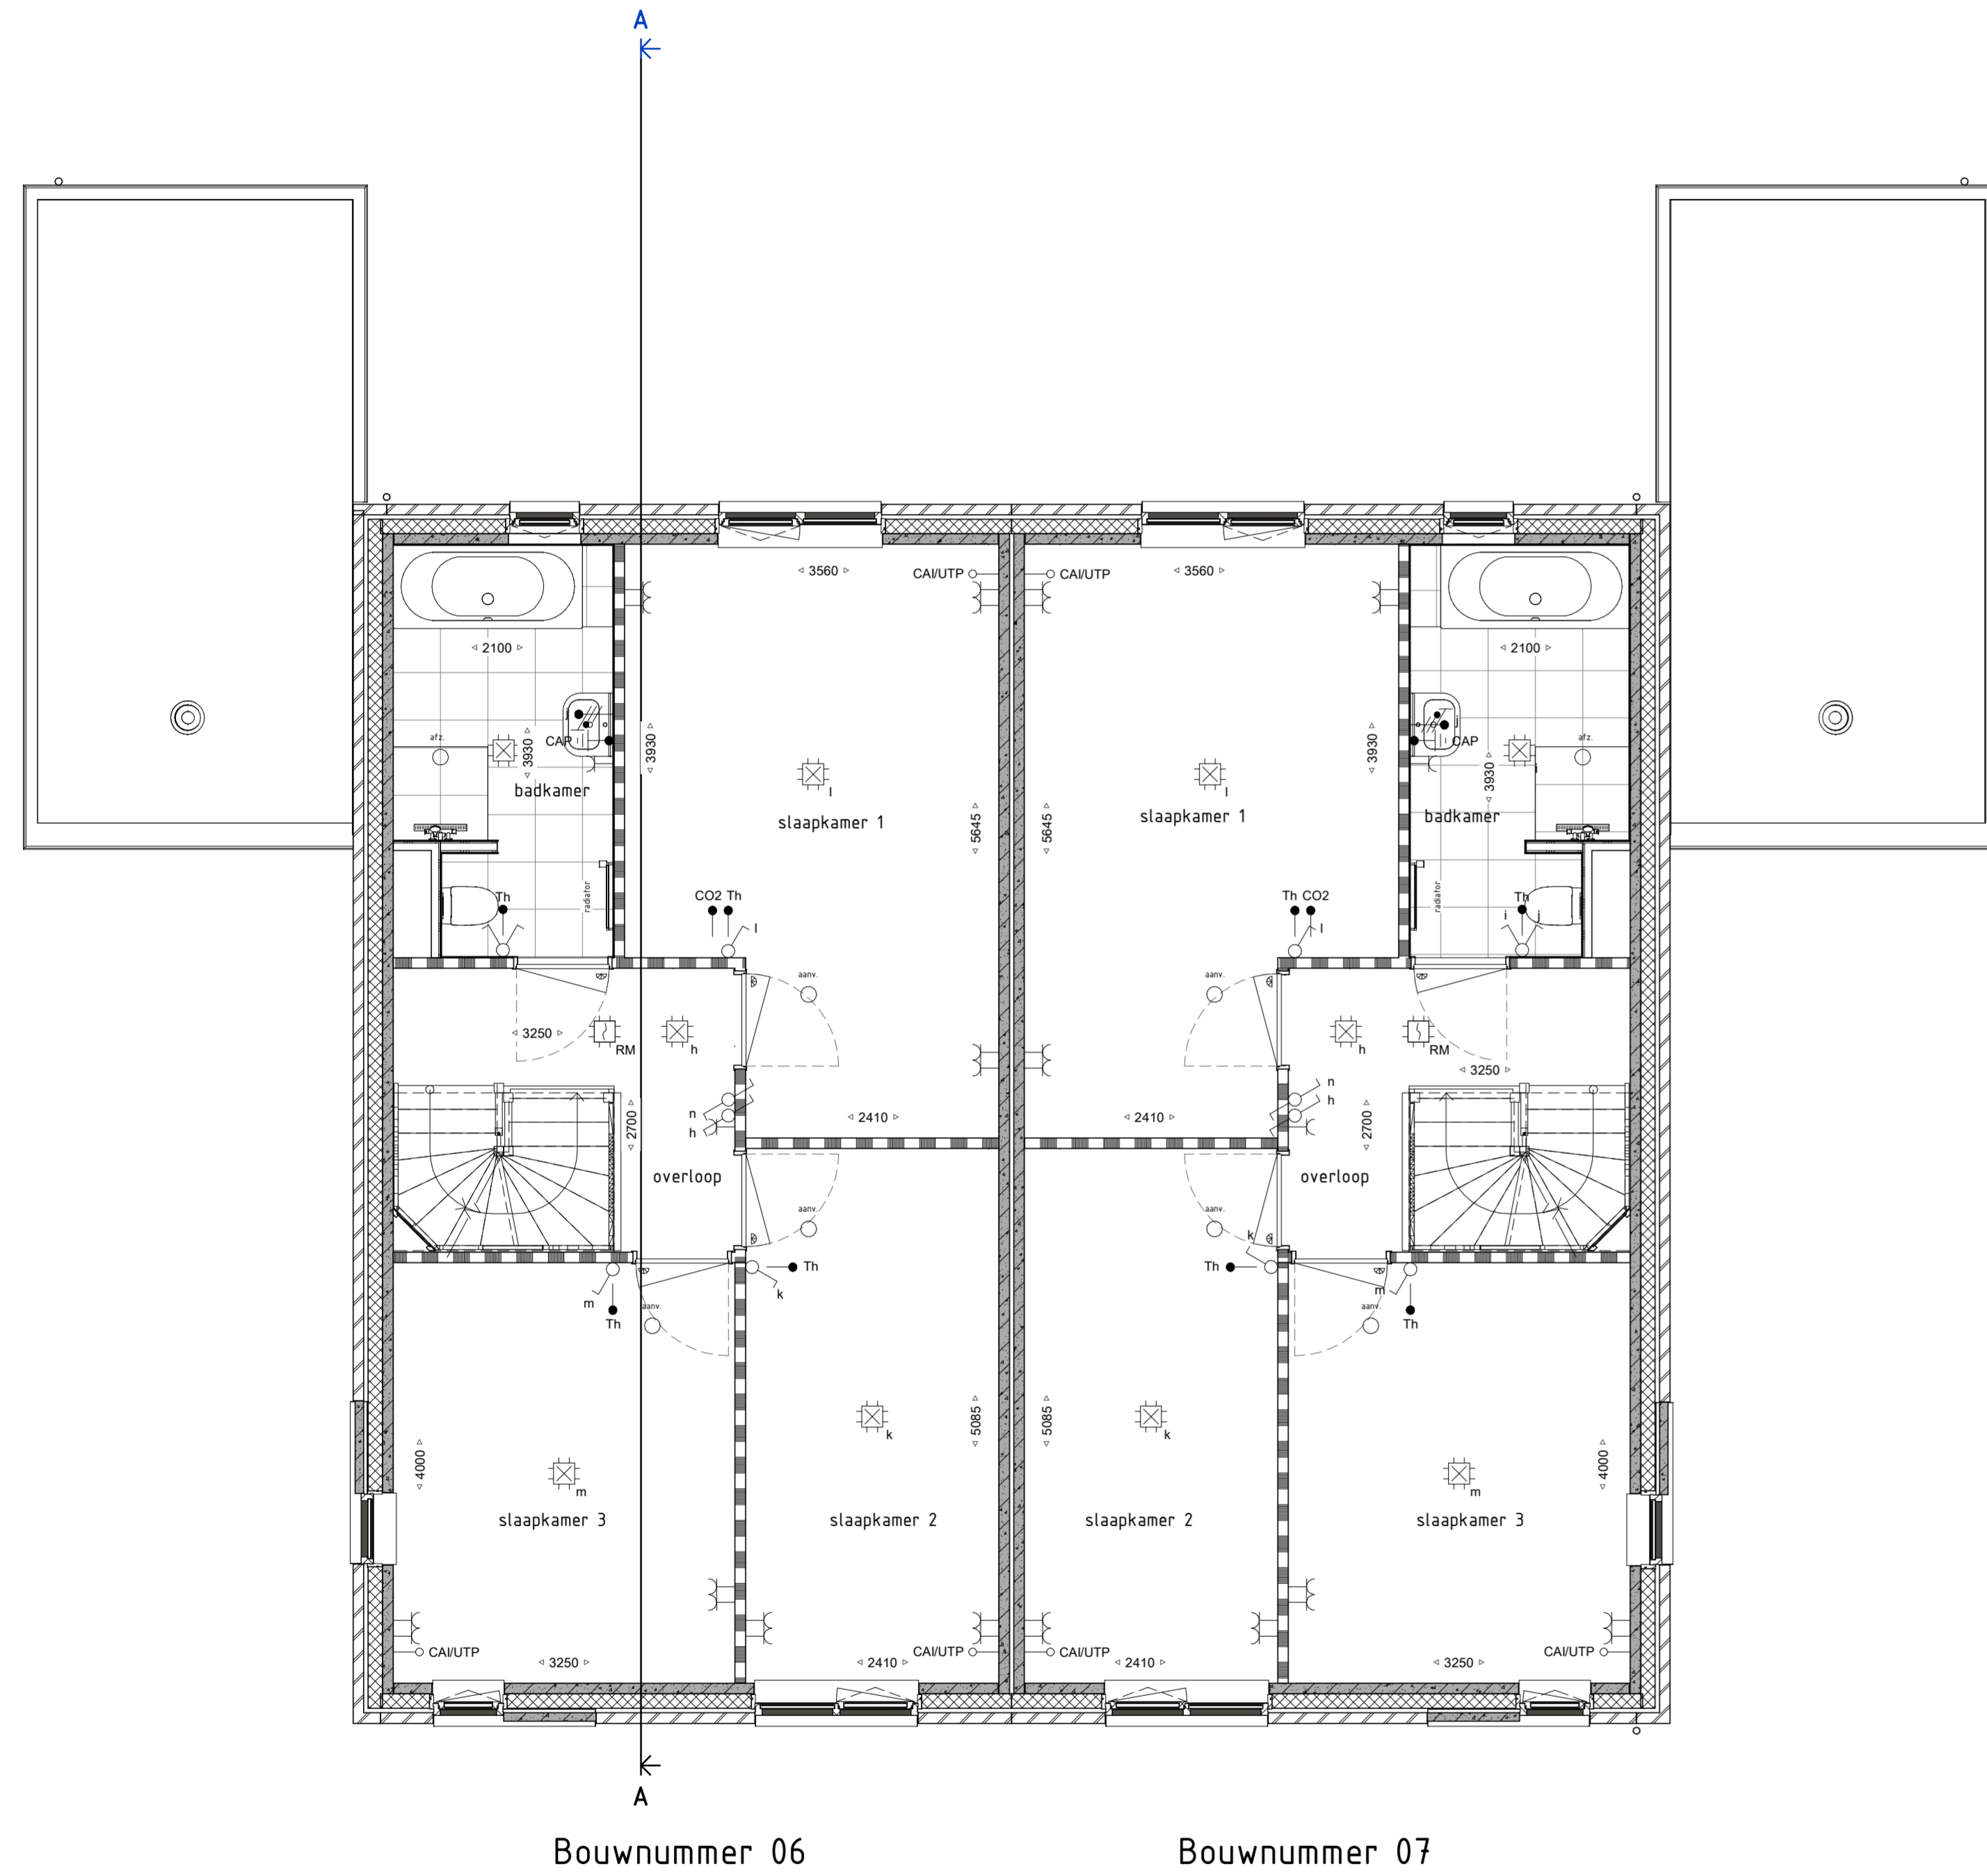 A
3560
CAI/UTP
CAI/UTP
3560
2100
2100
3930
CAP
afz.
badkamer
3930
l
slaapkamer 1
5645
5645
l
slaapkamer 1
3930
CAP
afz.
3930
badkamer
Th
radiator
CO2 Th
l
Th CO2
l
radiator
Th
i
j
aanv.
aanv.
3250
RM
h
h
RM
3250
n
h
2700
2410
2410
n
h
2700
overloop
overloop
aanv.
aanv.
k
Th
k
Th
m
Th
aanv.
m
Th
aanv.
4000
m
slaapkamer 3
k
slaapkamer 2
5085
5085
k
slaapkamer 2
m
slaapkamer 3
4000
CAI/UTP
3250
2410
CAI/UTP
CAI/UTP
2410
3250
CAI/UTP
A
Bouwnummer 06
Bouwnummer 07